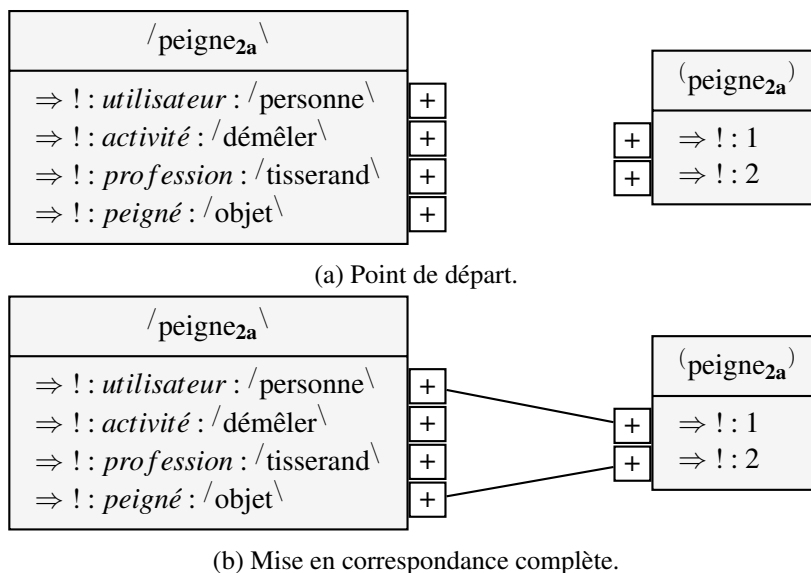 /peigne2a\
⇒ ! : utilisateur : /personne\ +
⇒ ! : activité : /démêler\ +
⇒ ! : profession : /tisserand\ +
⇒ ! : peigné : /objet\ +
(peigne2a)
+ ⇒ ! : 1
+ ⇒ ! : 2
(a) Point de départ.
/peigne2a\
⇒ ! : utilisateur : /personne\ +
⇒ ! : activité : /démêler\ +
⇒ ! : profession : /tisserand\ +
⇒ ! : peigné : /objet\ +
(peigne2a)
+ ⇒ ! : 1
+ ⇒ ! : 2
(b) Mise en correspondance complète.